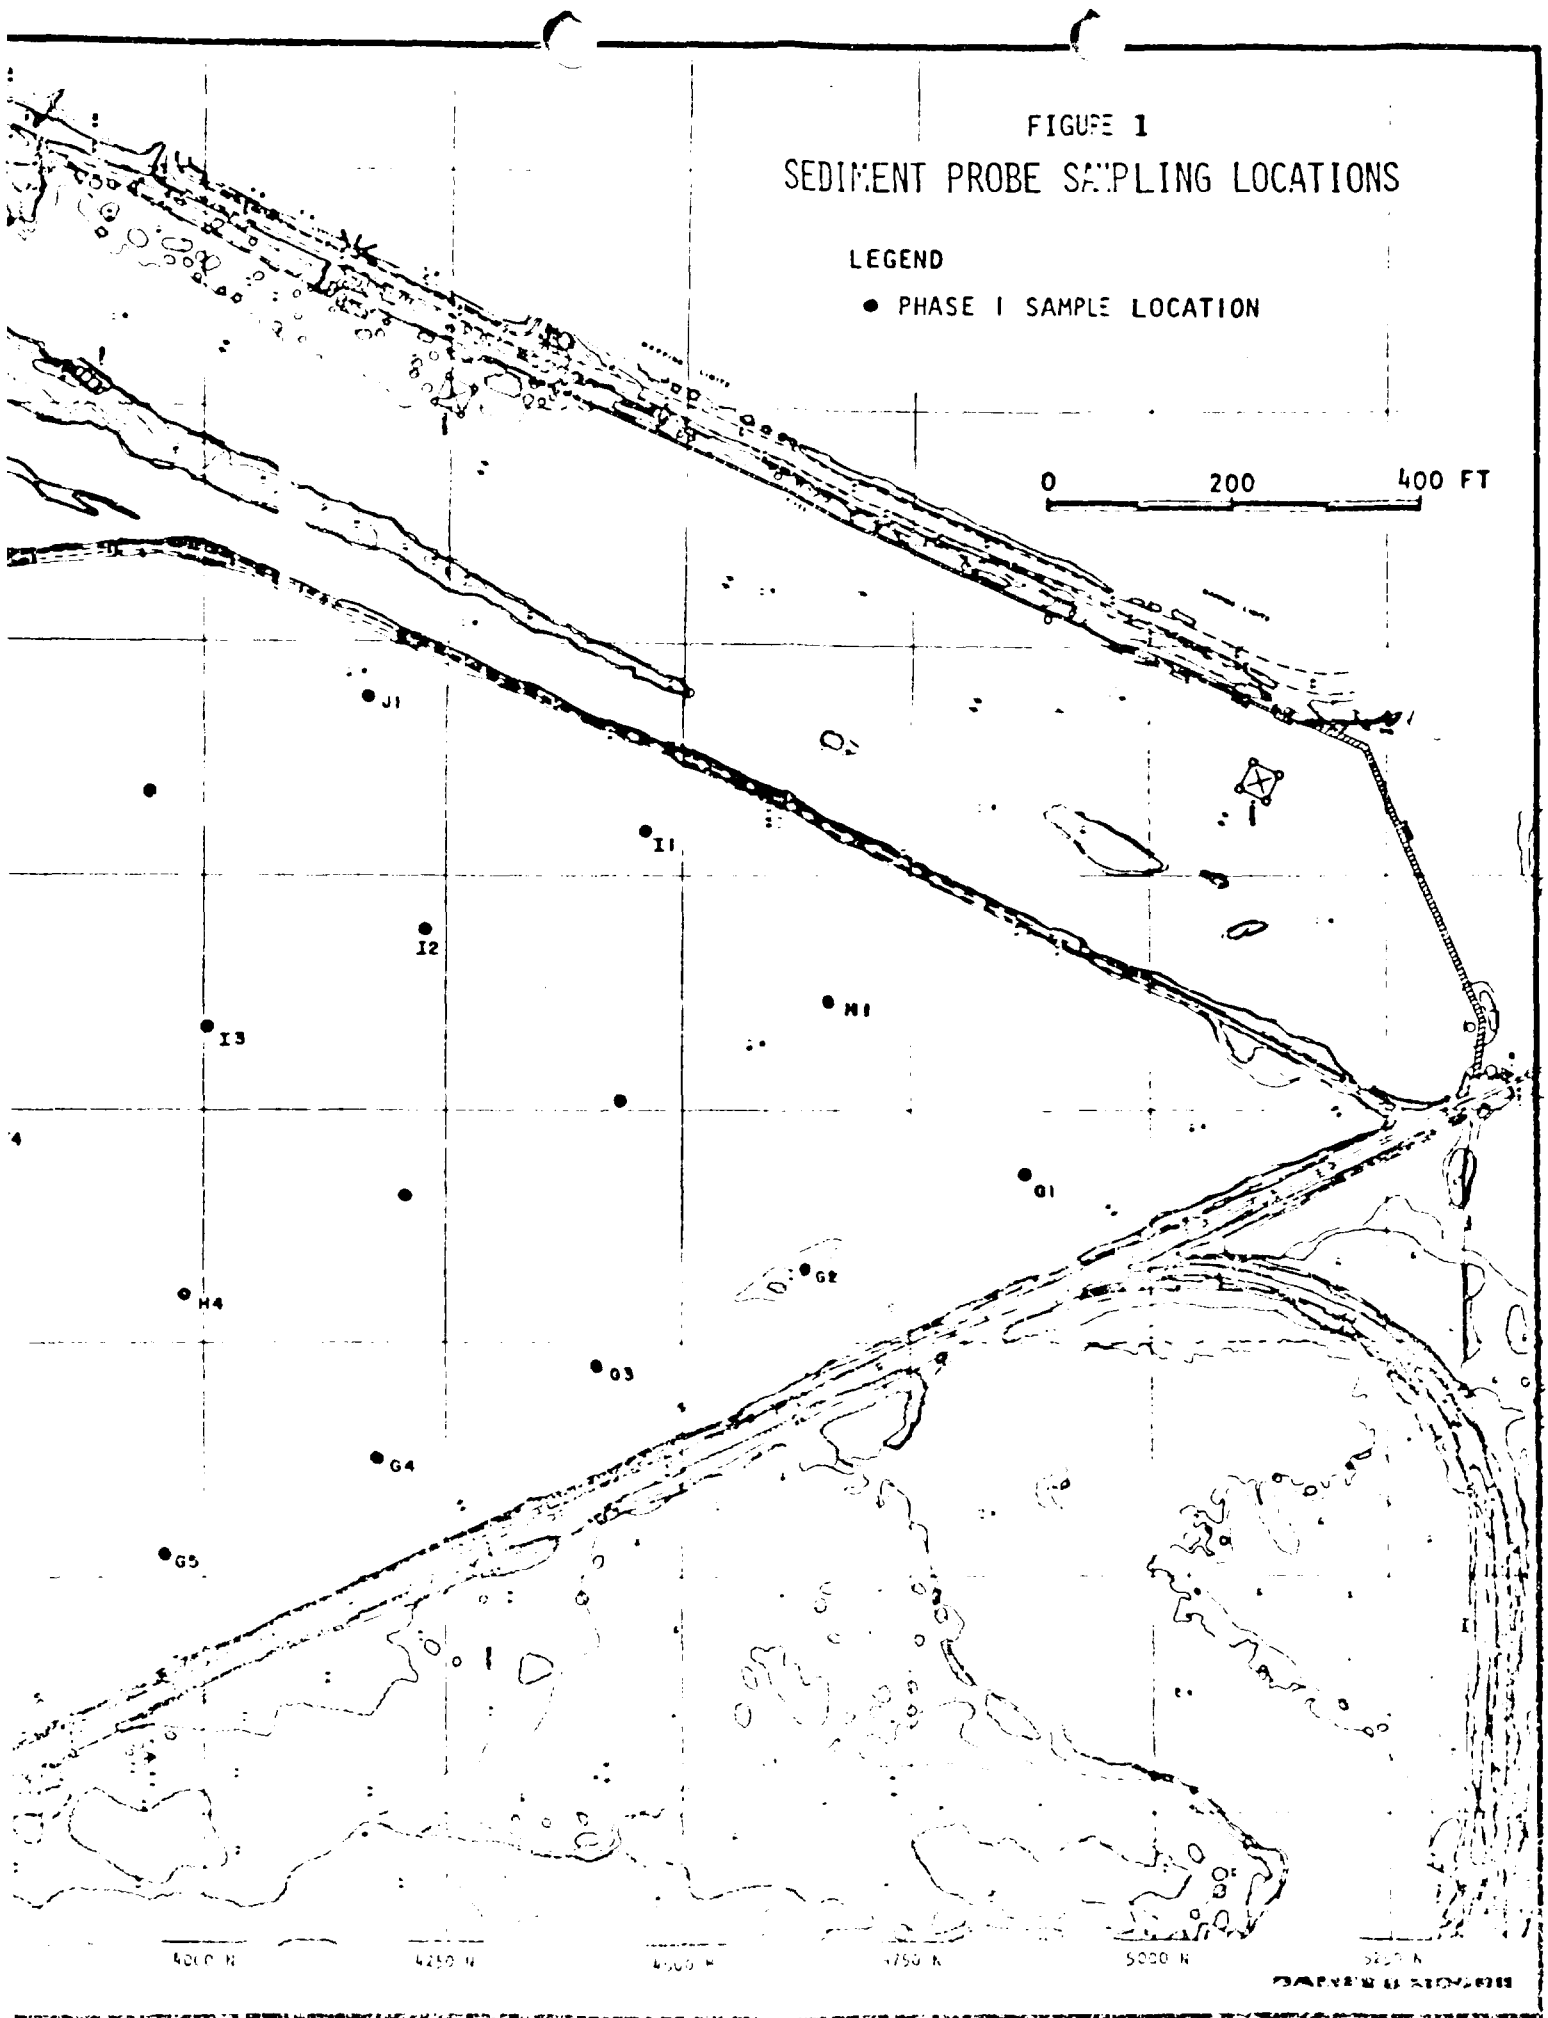 FIGURE 1
SEDIMENT PROBE SAMPLING LOCATIONS
LEGEND
● PHASE I SAMPLE LOCATION
0 200 400 FT
J1
I1
I2
H1
I3
G1
G2
H4
G3
G4
G5
4000 N 4250 N 4500 N 4750 N 5000 N 5250 N